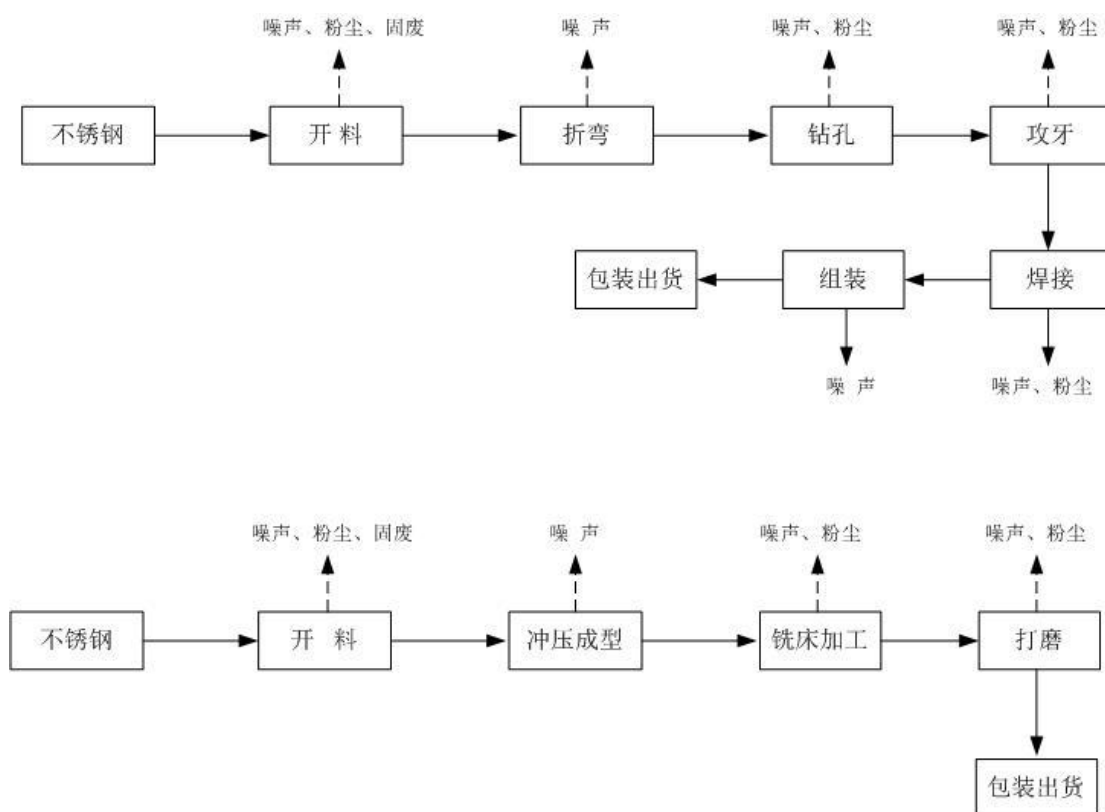 噪声、粉尘、固废 噪 声 噪声、粉尘 噪声、粉尘
不锈钢 开 料 折弯 钻孔 攻牙
包装出货 组装 焊接
噪 声 噪声、粉尘
噪声、粉尘、固废 噪 声 噪声、粉尘 噪声、粉尘
不锈钢 开 料 冲压成型 铣床加工 打磨
包装出货